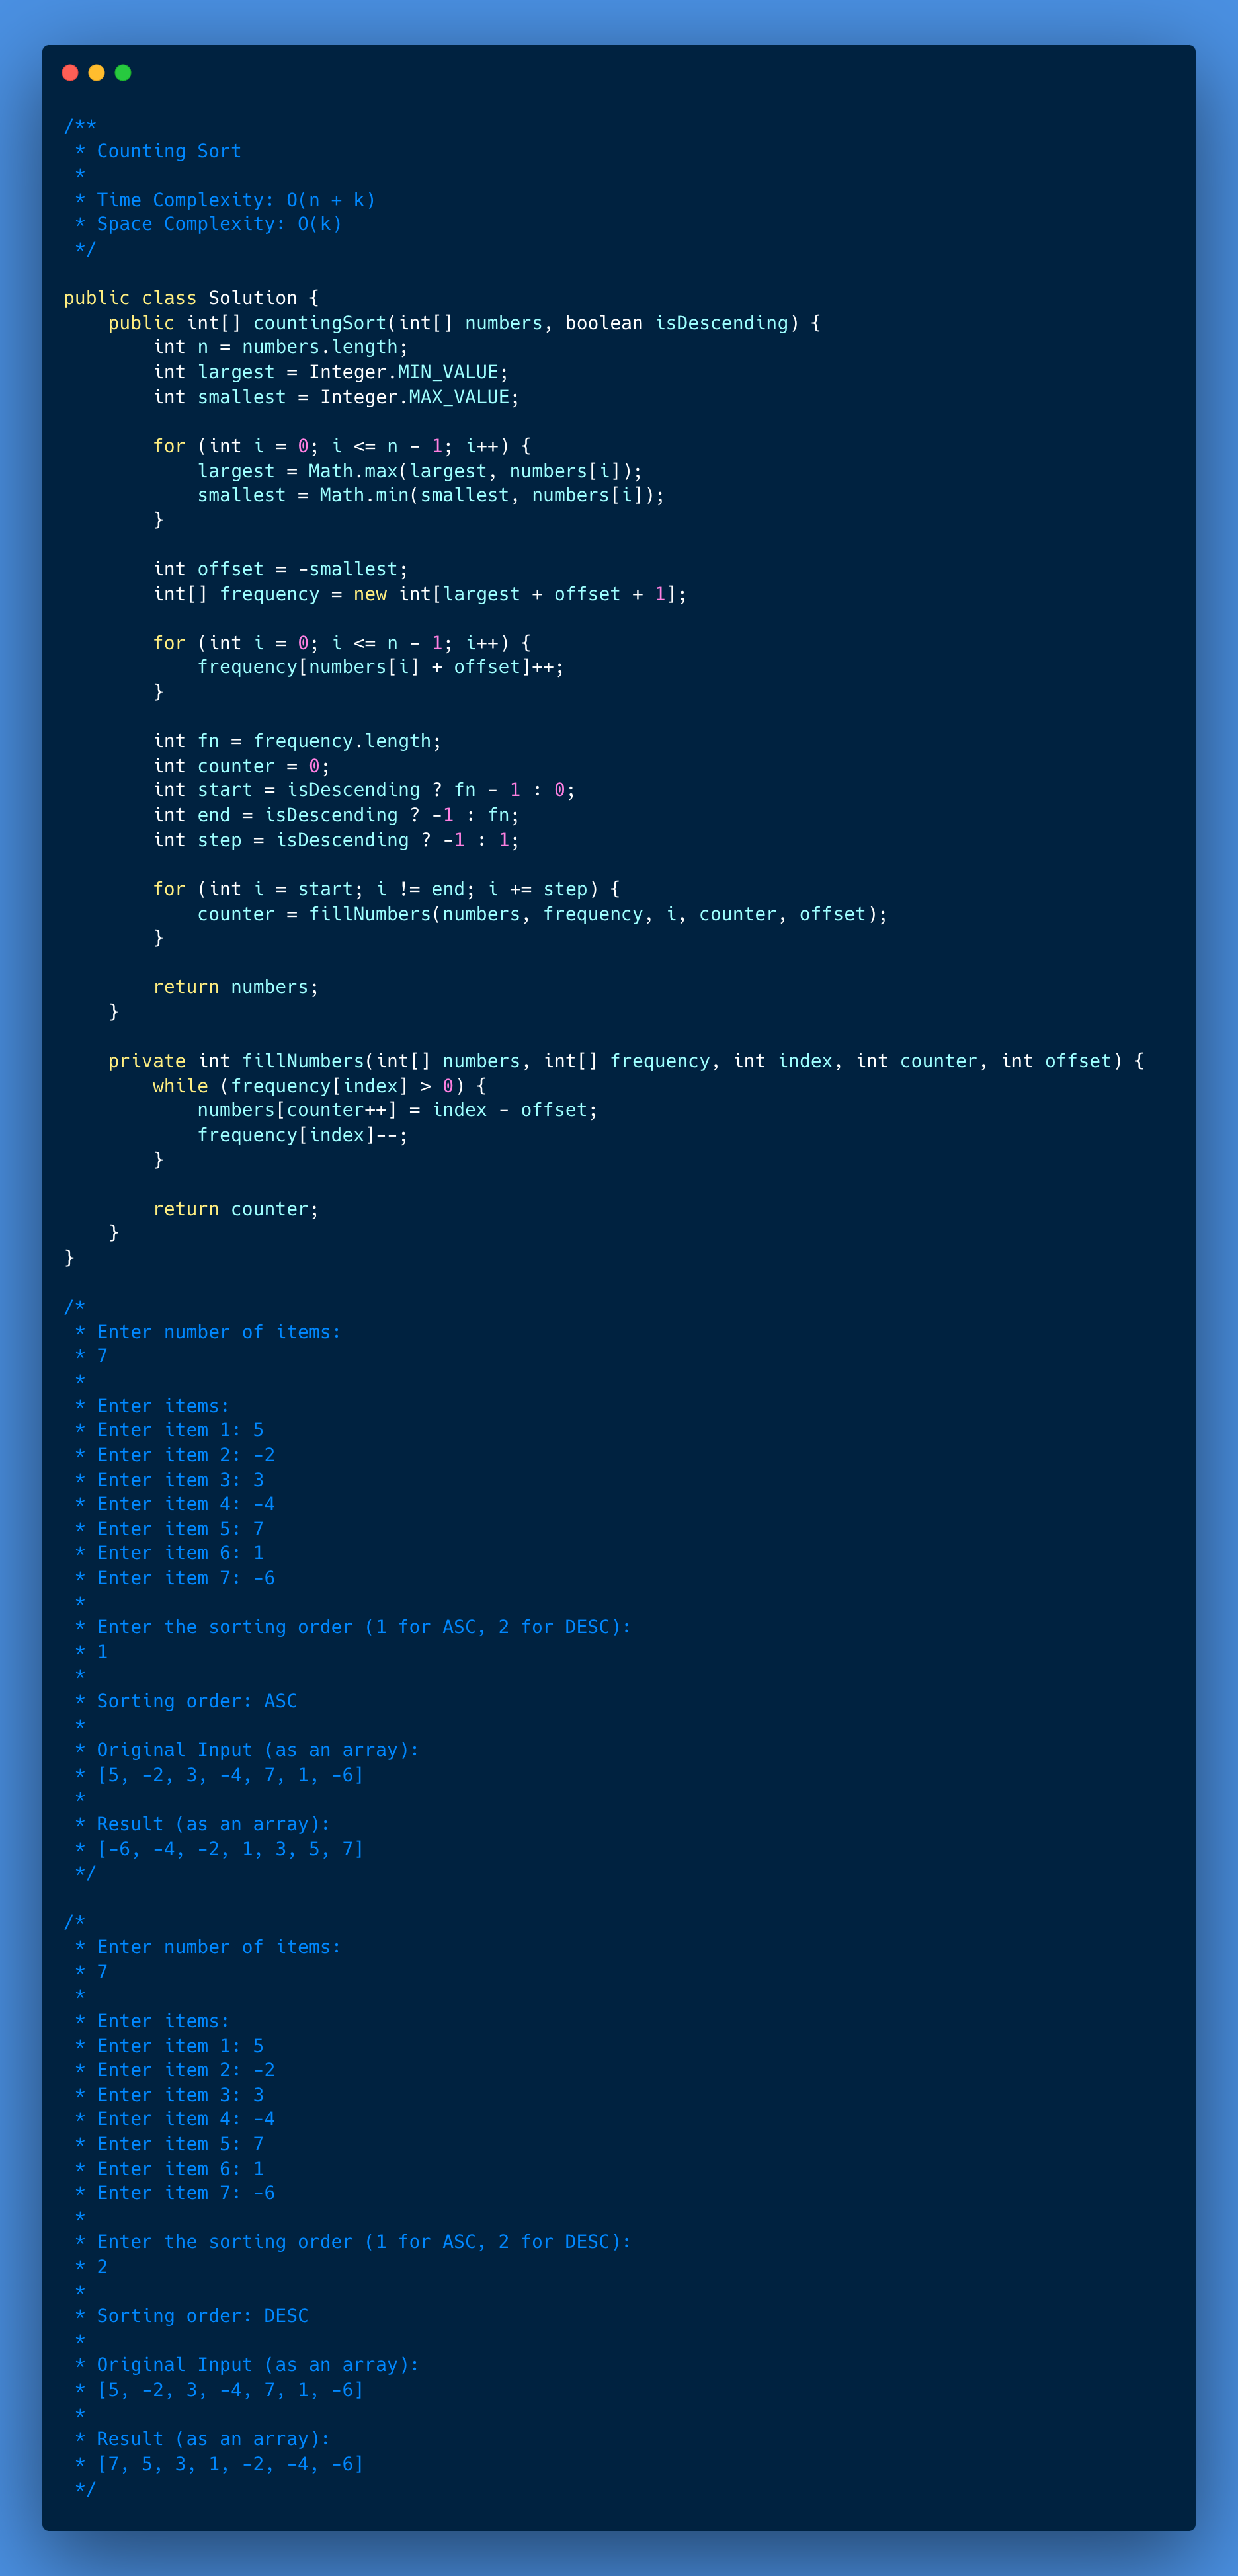 /**
 * Counting Sort
 *
 * Time Complexity: O(n + k)
 * Space Complexity: O(k)
 */

public class Solution {
    public int[] countingSort(int[] numbers, boolean isDescending) {
        int n = numbers.length;
        int largest = Integer.MIN_VALUE;
        int smallest = Integer.MAX_VALUE;

        for (int i = 0; i <= n - 1; i++) {
            largest = Math.max(largest, numbers[i]);
            smallest = Math.min(smallest, numbers[i]);
        }

        int offset = -smallest;
        int[] frequency = new int[largest + offset + 1];

        for (int i = 0; i <= n - 1; i++) {
            frequency[numbers[i] + offset]++;
        }

        int fn = frequency.length;
        int counter = 0;
        int start = isDescending ? fn - 1 : 0;
        int end = isDescending ? -1 : fn;
        int step = isDescending ? -1 : 1;

        for (int i = start; i != end; i += step) {
            counter = fillNumbers(numbers, frequency, i, counter, offset);
        }

        return numbers;
    }

    private int fillNumbers(int[] numbers, int[] frequency, int index, int counter, int offset) {
        while (frequency[index] > 0) {
            numbers[counter++] = index - offset;
            frequency[index]--;
        }

        return counter;
    }
}

/*
 * Enter number of items:
 * 7
 *
 * Enter items:
 * Enter item 1: 5
 * Enter item 2: -2
 * Enter item 3: 3
 * Enter item 4: -4
 * Enter item 5: 7
 * Enter item 6: 1
 * Enter item 7: -6
 *
 * Enter the sorting order (1 for ASC, 2 for DESC):
 * 1
 *
 * Sorting order: ASC
 *
 * Original Input (as an array):
 * [5, -2, 3, -4, 7, 1, -6]
 *
 * Result (as an array):
 * [-6, -4, -2, 1, 3, 5, 7]
 */

/*
 * Enter number of items:
 * 7
 *
 * Enter items:
 * Enter item 1: 5
 * Enter item 2: -2
 * Enter item 3: 3
 * Enter item 4: -4
 * Enter item 5: 7
 * Enter item 6: 1
 * Enter item 7: -6
 *
 * Enter the sorting order (1 for ASC, 2 for DESC):
 * 2
 *
 * Sorting order: DESC
 *
 * Original Input (as an array):
 * [5, -2, 3, -4, 7, 1, -6]
 *
 * Result (as an array):
 * [7, 5, 3, 1, -2, -4, -6]
 */